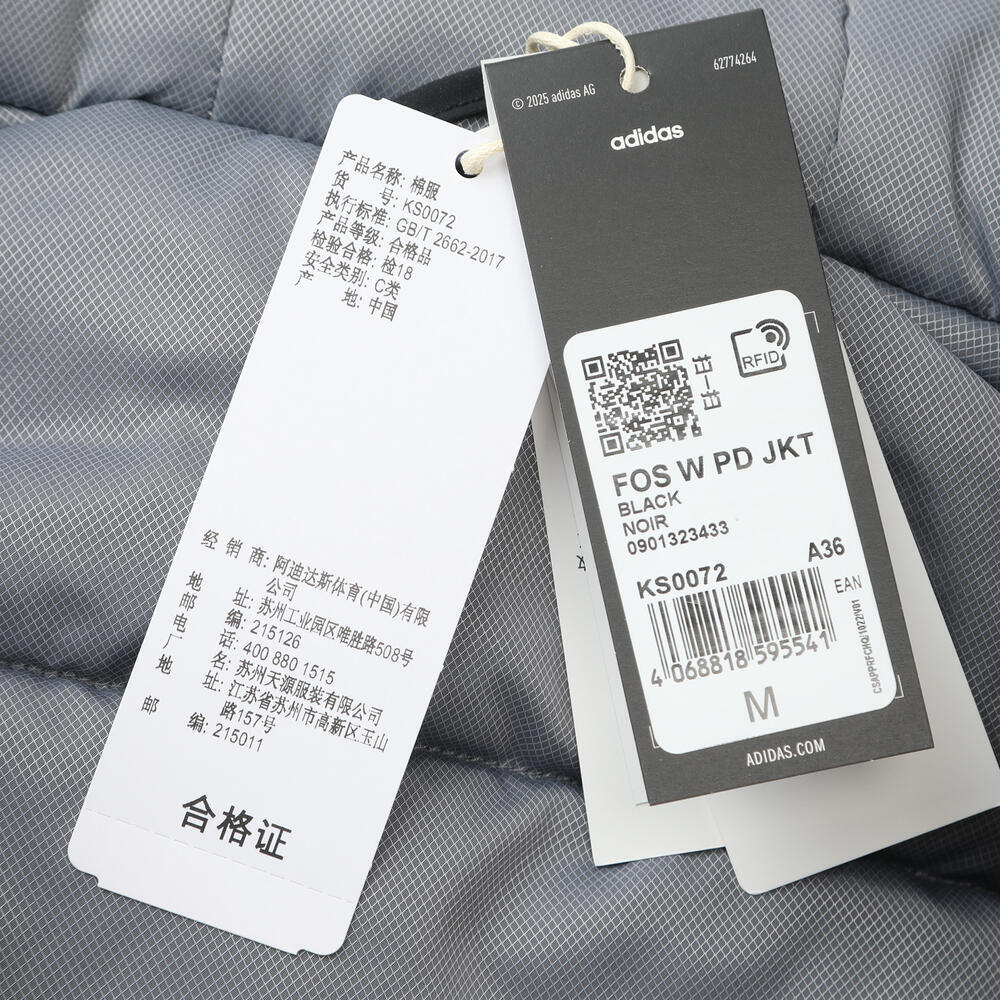 产品名称: 棉服
货 号: KS0072
执行标准: GB/T 2662-2017
产品等级: 合格品
检验合格: 检18
安全类别: C类
产 地: 中国
经 销 商: 阿迪达斯体育(中国)有限
公司
地 址: 苏州工业园区唯胜路508号
邮 编: 215126
电 话: 400 880 1515
厂 名: 苏州天源服装有限公司
地 址: 江苏省苏州市高新区玉山
路157号
邮 编: 215011
合格证
© 2025 adidas AG
62774264
adidas
RFID
FOS W PD JKT
BLACK
NOIR
0901323433
KS0072
A36
EAN
4 068818 595541
CSAPPRFCHQ/1022/V01
M
ADIDAS.COM